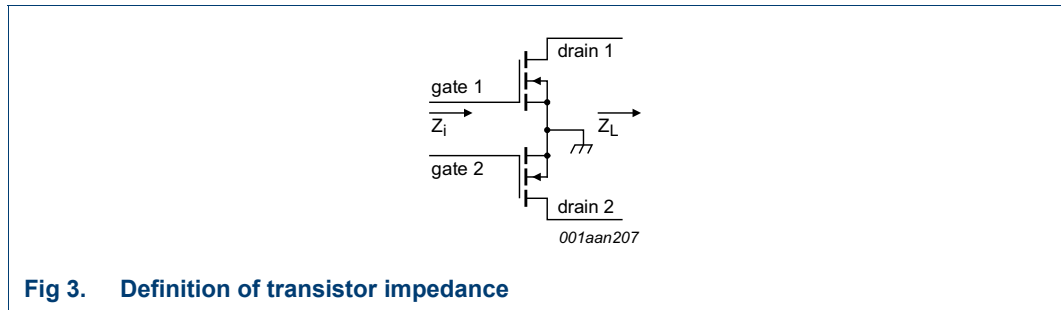 drain 1
gate 1
Zi
ZL
gate 2
drain 2
001aan207
Fig 3. Definition of transistor impedance